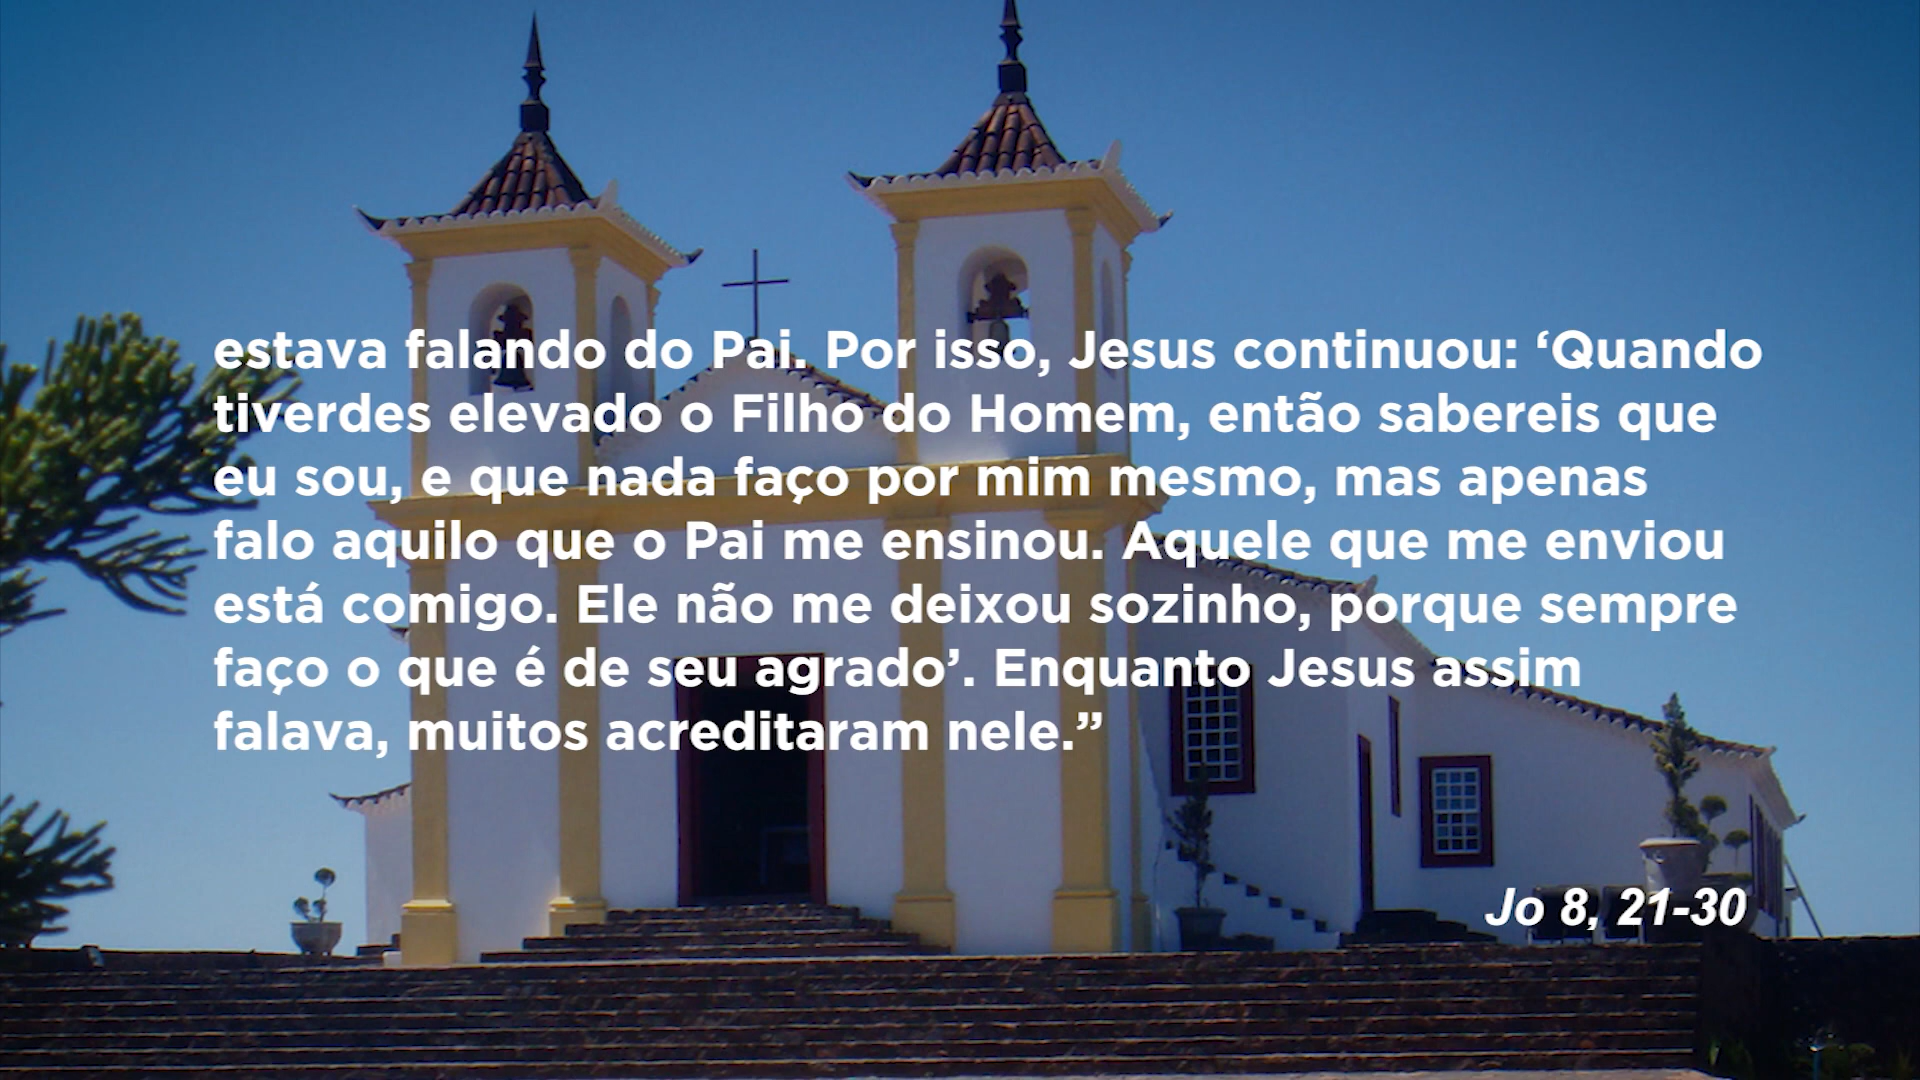 estava falando do Pai. Por isso, Jesus continuou: ‘Quando
tiverdes elevado o Filho do Homem, então sabereis que
eu sou, e que nada faço por mim mesmo, mas apenas
falo aquilo que o Pai me ensinou. Aquele que me enviou
está comigo. Ele não me deixou sozinho, porque sempre
faço o que é de seu agrado’. Enquanto Jesus assim
falava, muitos acreditaram nele.”
Jo 8, 21-30